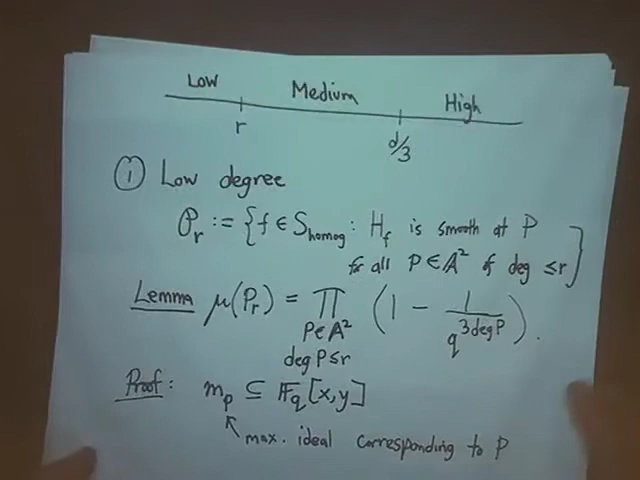 Low Medium High
r d/3
① Low degree
𝒫_r := {f ∈ S_homog : H_f is smooth at P
for all P ∈ 𝔸² of deg ≤ r}
Lemma μ(P_r) = ∏ (1 − 1/q^{3 deg P}).
P ∈ 𝔸²
deg P ≤ r
Proof: m_P ⊆ 𝔽_q[x,y]
max. ideal corresponding to P